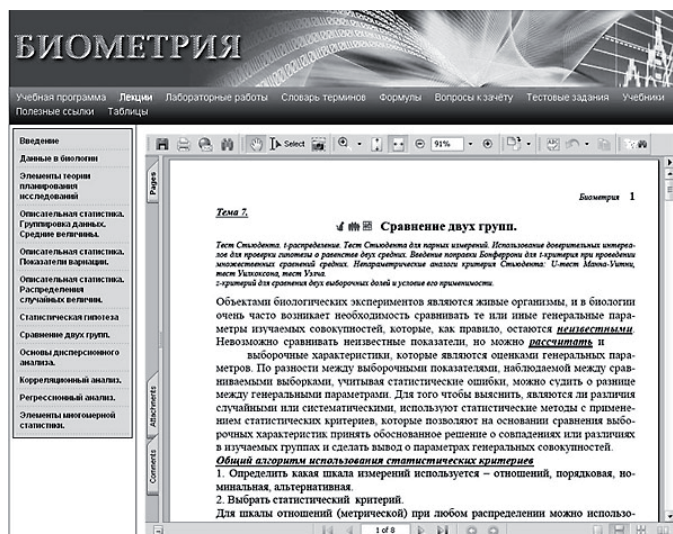 БИОМЕТРИЯ
Учебная программа Лекции Лабораторные работы Словарь терминов Формулы Вопросы к зачёту Тестовые задания Учебники
Полезные ссылки Таблицы
Введение
Данные в биологии
Элементы теории
планирования
исследований
Описательная статистика.
Группировка данных.
Средние величины.
Описательная статистика.
Показатели вариации.
Описательная статистика.
Распределения
случайных величин.
Статистическая гипотеза
Сравнение двух групп.
Основы дисперсионного
анализа.
Корреляционный анализ.
Регрессионный анализ.
Элементы многомерной
статистики.
Select 91%
Pages
Attachments
Comments
Биометрия 1
Тема 7.
Сравнение двух групп.
Тест Стьюдента. t-распределение. Тест Стьюдента для парных измерений. Использование доверительных интерва-
лов для проверки гипотезы о равенстве двух средних. Введение поправки Бонферрони для t-критерия при проведении
множественных сравнений средних. Непараметрические аналоги критерия Стьюдента: U-тест Манна-Уитни,
тест Уилкоксона, тест Уэлча.
z-критерий для сравнения двух выборочных долей и условие его применимости.
Объектами биологических экспериментов являются живые организмы, и в биологии
очень часто возникает необходимость сравнивать те или иные генеральные пара-
метры изучаемых совокупностей, которые, как правило, остаются неизвестными.
Невозможно сравнивать неизвестные показатели, но можно рассчитать и
выборочные характеристики, которые являются оценками генеральных пара-
метров. По разности между выборочными показателями, наблюдаемой между срав-
ниваемыми выборками, учитывая статистические ошибки, можно судить о разнице
между генеральными параметрами. Для того чтобы выяснить, являются ли различия
случайными или систематическими, используют статистические методы с примене-
нием статистических критериев, которые позволяют на основании сравнения выбо-
рочных характеристик принять обоснованное решение о совпадениях или различиях
в изучаемых группах и сделать вывод о параметрах генеральных совокупностей.
Общий алгоритм использования статистических критериев
1. Определить какая шкала измерений используется – отношений, порядковая, но-
минальная, альтернативная.
2. Выбрать статистический критерий.
Для шкалы отношений (метрической) при любом распределении можно использо-
1 of 8